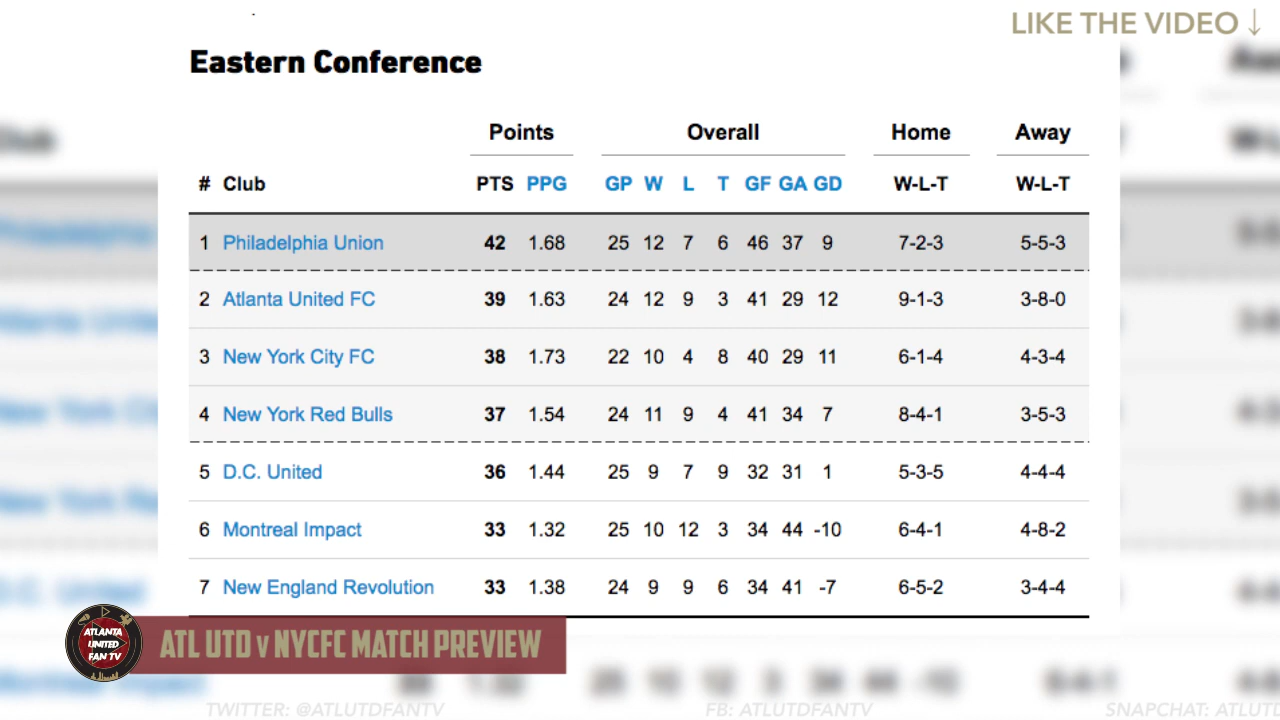 LIKE THE VIDEO ↓
Eastern Conference
Points Overall Home Away
# Club PTS PPG GP W L T GF GA GD W-L-T W-L-T
1 Philadelphia Union 42 1.68 25 12 7 6 46 37 9 7-2-3 5-5-3
2 Atlanta United FC 39 1.63 24 12 9 3 41 29 12 9-1-3 3-8-0
3 New York City FC 38 1.73 22 10 4 8 40 29 11 6-1-4 4-3-4
4 New York Red Bulls 37 1.54 24 11 9 4 41 34 7 8-4-1 3-5-3
5 D.C. United 36 1.44 25 9 7 9 32 31 1 5-3-5 4-4-4
6 Montreal Impact 33 1.32 25 10 12 3 34 44 -10 6-4-1 4-8-2
7 New England Revolution 33 1.38 24 9 9 6 34 41 -7 6-5-2 3-4-4
ATLANTA
UNITED
FAN TV
ATL UTD v NYCFC MATCH PREVIEW
TWITTER: @ATLUTDFANTV FB: ATLUTDFANTV SNAPCHAT: ATLUTD